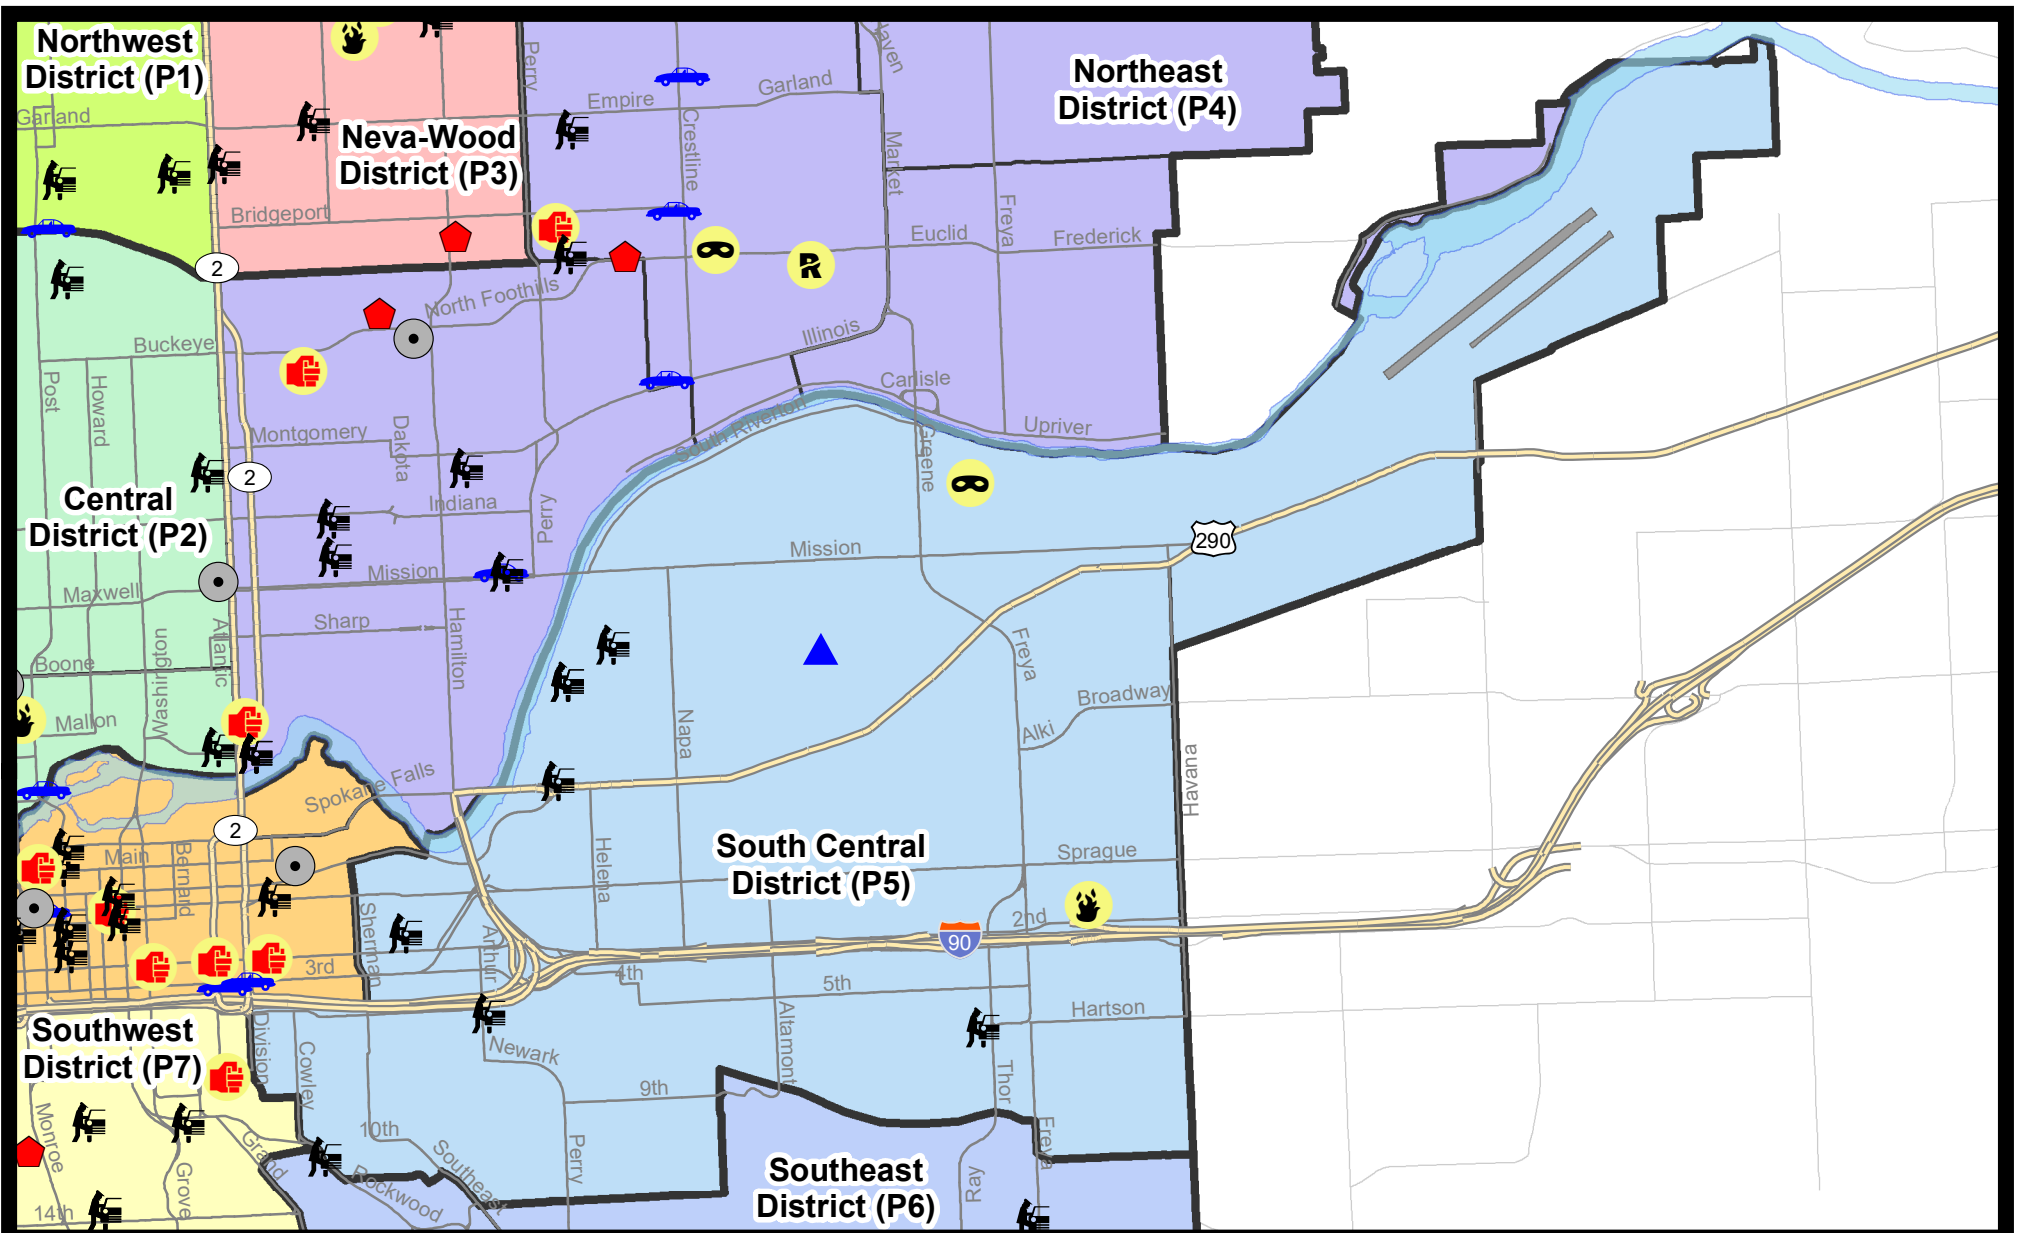 Northwest
District (P1)
Neva-Wood
District (P3)
Northeast
District (P4)
Central
District (P2)
South Central
District (P5)
Southwest
District (P7)
Southeast
District (P6)
Garland
Empire
Garland
Perry
Haven
Crestline
Market
Freya
Bridgeport
Euclid
Frederick
2
North Foothills
Buckeye
Illinois
Post
Howard
Carlisle
Montgomery
Dakota
South Riverton
Upriver
Greene
2
Indiana
Perry
290
Mission
Mission
Maxwell
Sharp
Atlantic
Washington
Hamilton
Boone
Freya
Broadway
Mallon
Napa
Alki
Havana
Spokane Falls
2
Main
Bernard
Helena
Sprague
Sherman
Arthur
2nd
90
3rd
4th
5th
Altamont
Hartson
Division
Cowley
Newark
9th
Thor
Monroe
10th
Grand
Southeast
Perry
Freya
Rockwood
Grove
Ray
14th
R